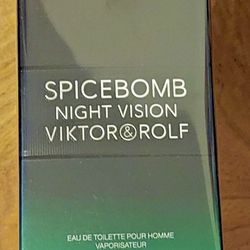 SPICEBOMB
NIGHT VISION
VIKTOR&ROLF
EAU DE TOILETTE POUR HOMME
VAPORISATEUR